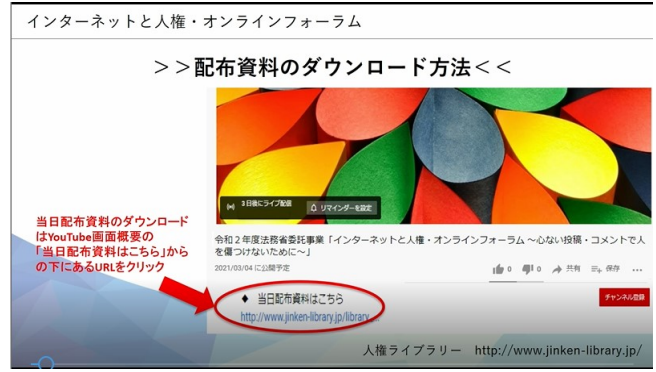 インターネットと人権・オンラインフォーラム
>>配布資料のダウンロード方法<<
3日後にライブ配信
リマインダーを設定
当日配布資料のダウンロード
はYouTube画面概要の
「当日配布資料はこちら」から
の下にあるURLをクリック
令和2年度法務省委託事業「インターネットと人権・オンラインフォーラム ~心ない投稿・コメントで人
を傷つけないために~」
2021/03/04 に公開予定
0 0 共有 保存 ...
◆ 当日配布資料はこちら
http://www.jinken-library.jp/library
チャンネル登録
人権ライブラリー http://www.jinken-library.jp/